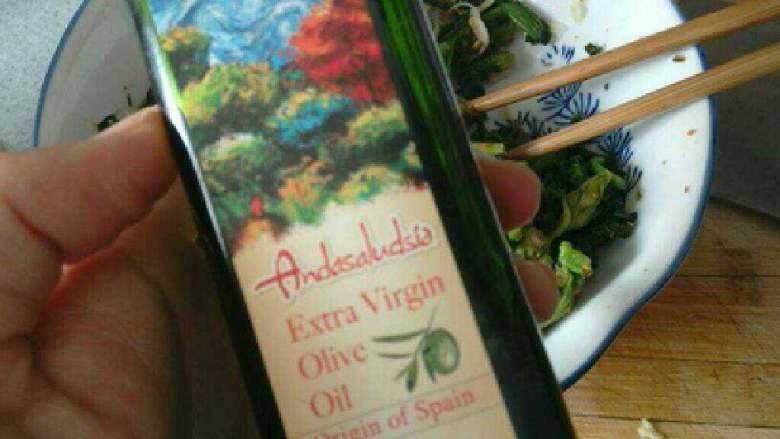 Andasaludsia
Extra Virgin
Olive
Oil
Origin of Spain